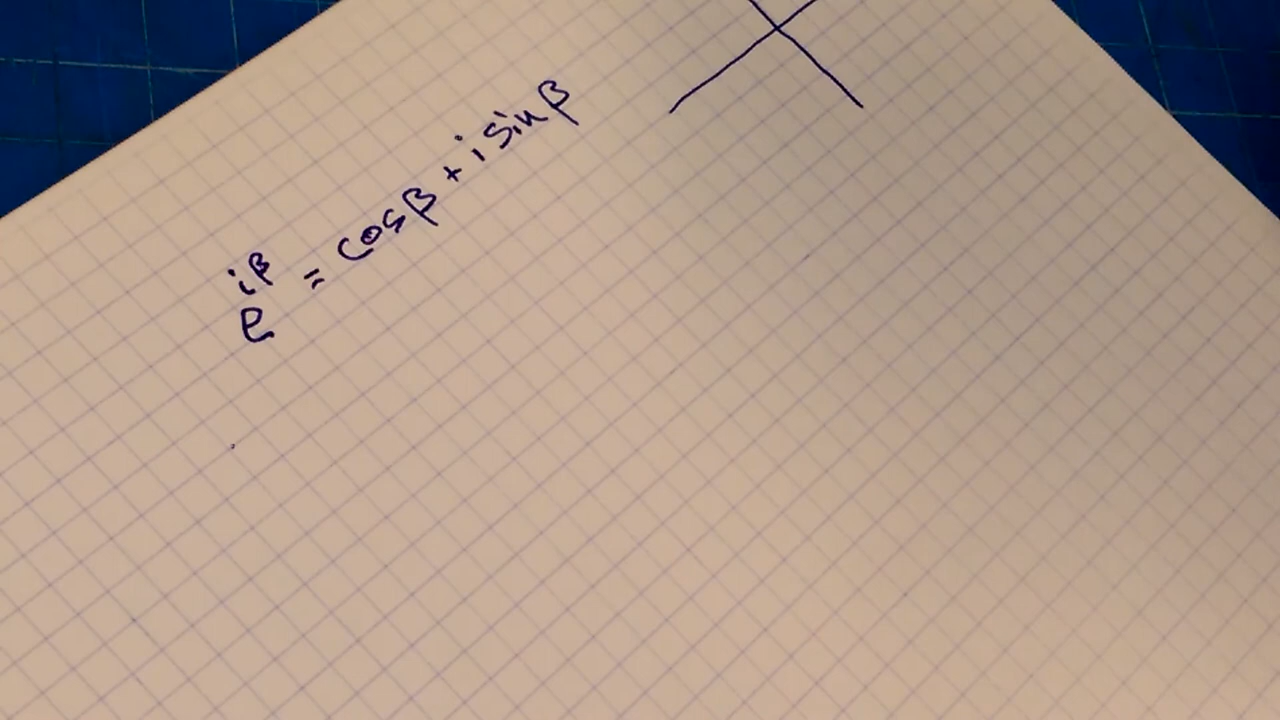 e^{iβ} = cosβ + i sinβ